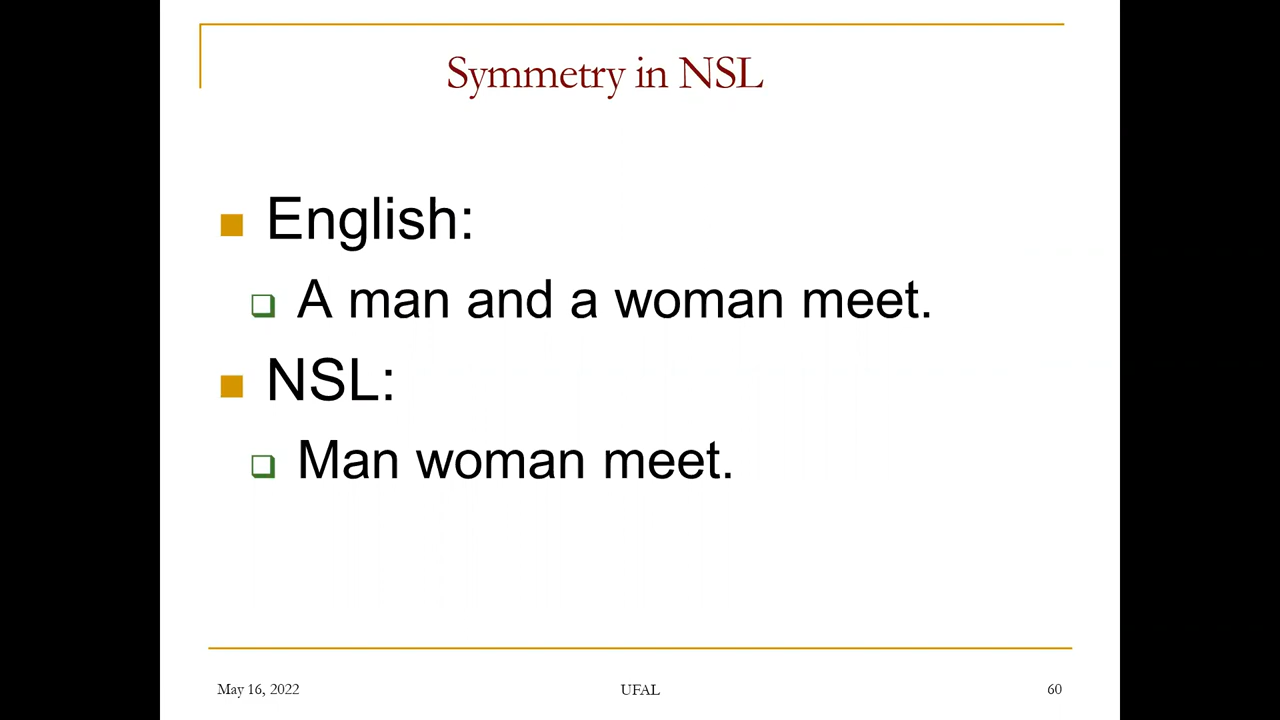 Symmetry in NSL
English:
A man and a woman meet.
NSL:
Man woman meet.
May 16, 2022
UFAL
60